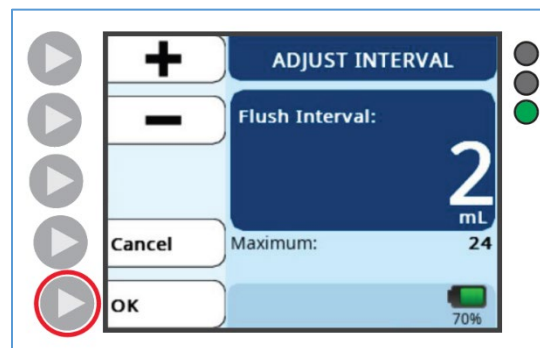 +
ADJUST INTERVAL
-
Flush Interval:
2
mL
Cancel
Maximum: 24
OK
70%